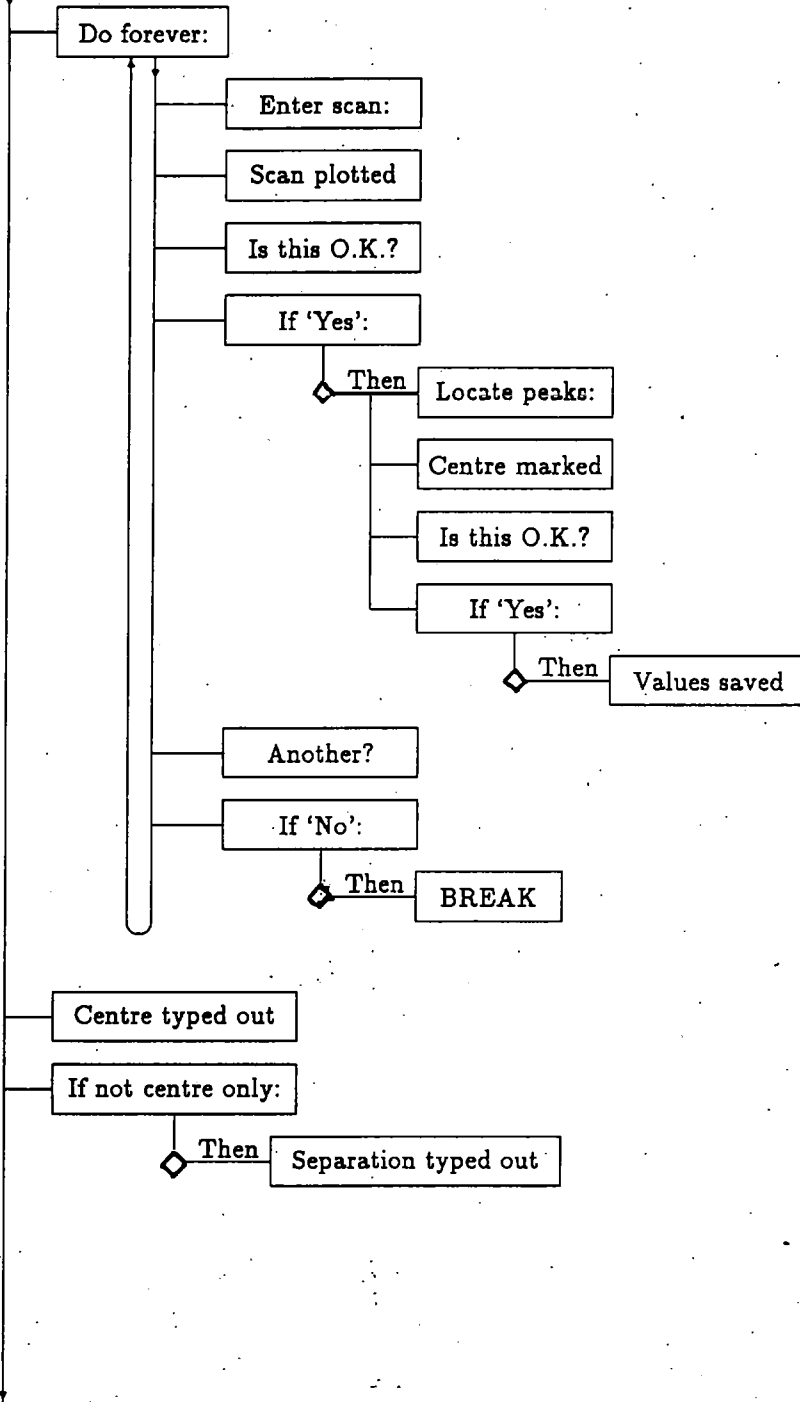 Do forever:
Enter scan:
Scan plotted
Is this O.K.?
If ‘Yes’:
Then
Locate peaks:
Centre marked
Is this O.K.?
If ‘Yes’:
Then
Values saved
Another?
If ‘No’:
Then
BREAK
Centre typed out
If not centre only:
Then
Separation typed out